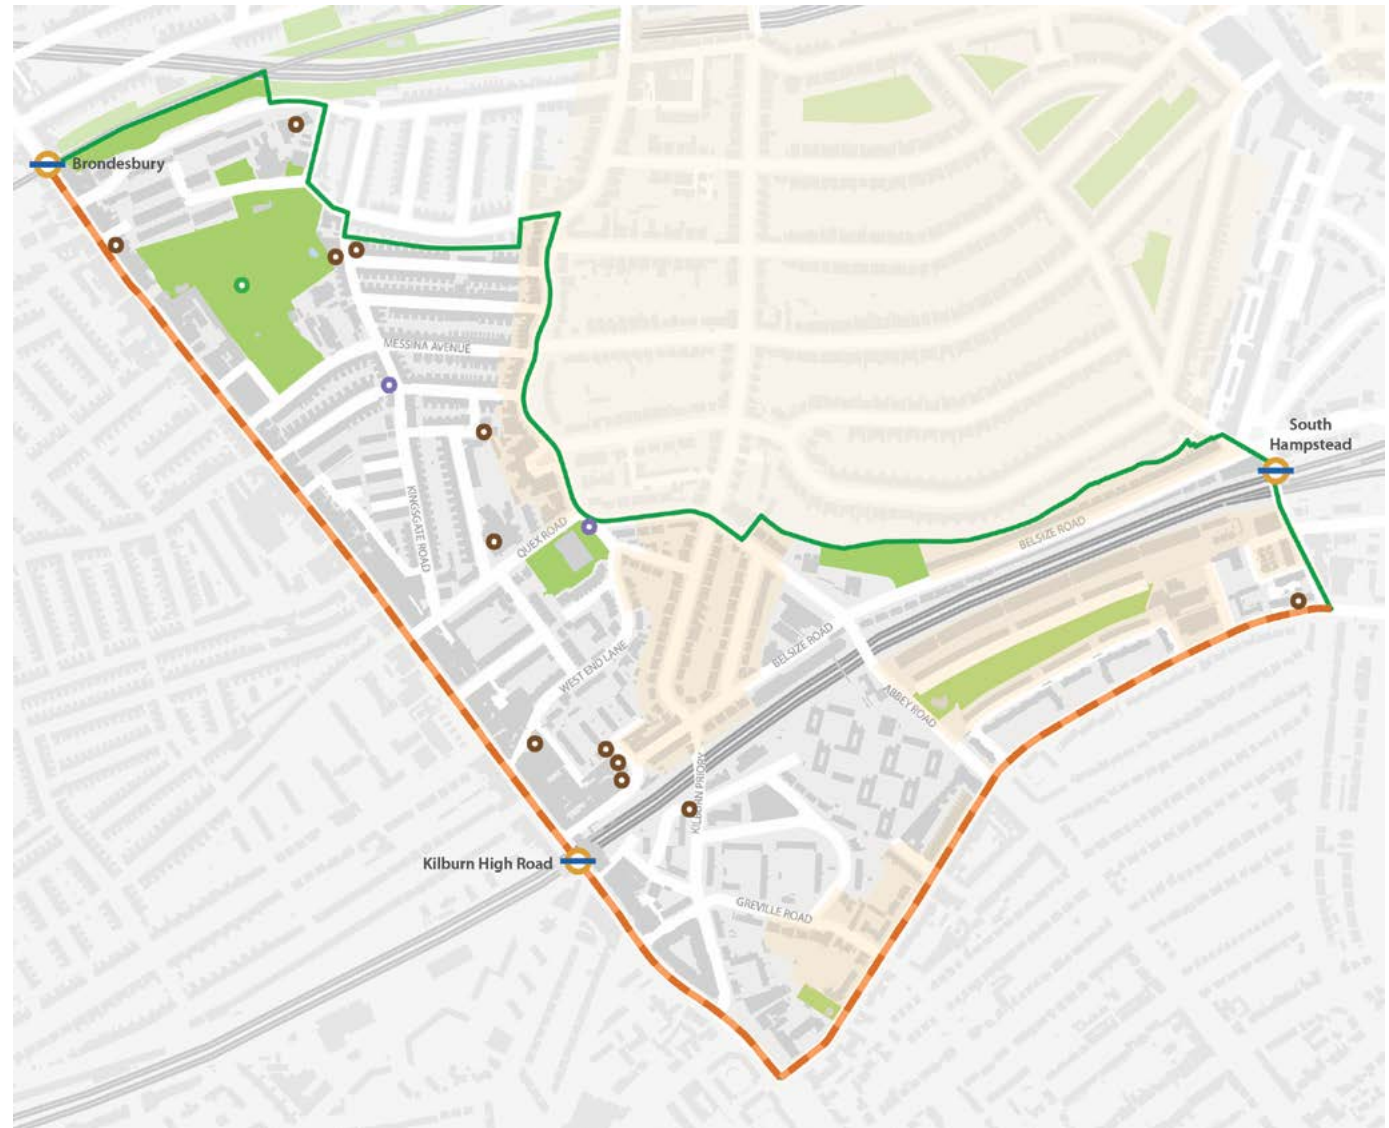 Brondesbury
MESSINA AVENUE
South
Hampstead
KINGSGATE ROAD
QUEX ROAD
BELSIZE ROAD
WEST END LANE
BELSIZE ROAD
ABBEY ROAD
KILBURN PRIORY
Kilburn High Road
GREVILLE ROAD